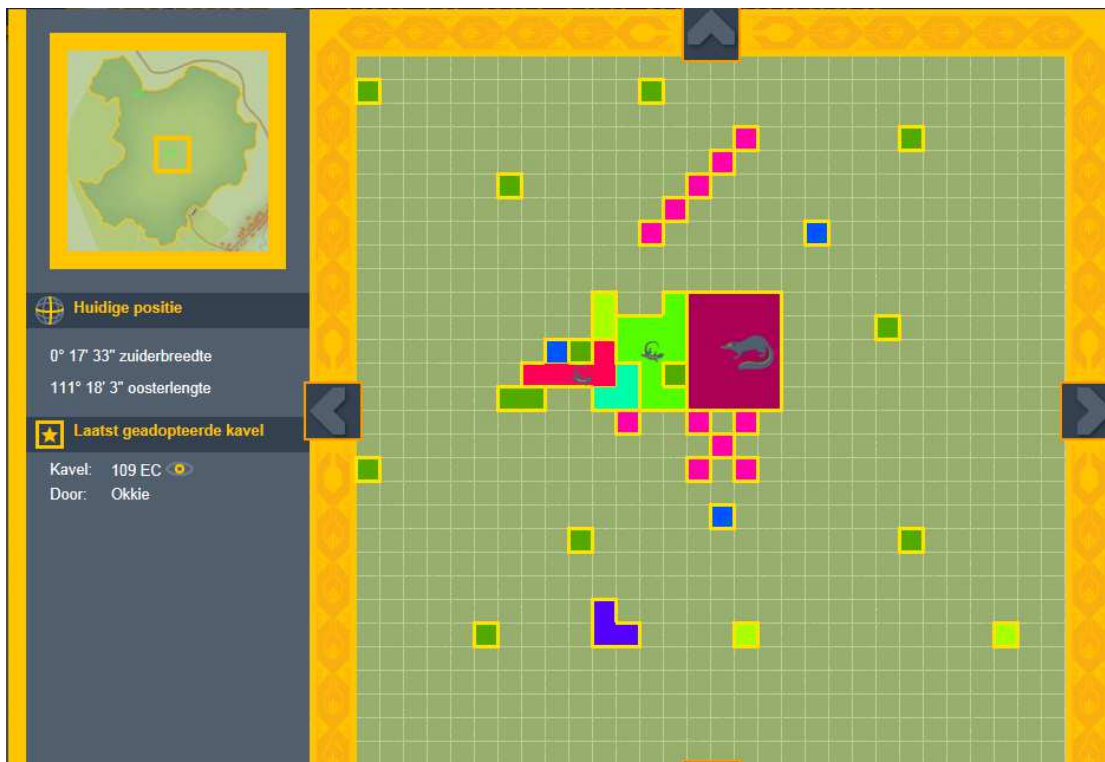 Huidige positie
0° 17' 33" zuiderbreedte
111° 18' 3" oosterlengte
Laatst geadopteerde kavel
Kavel: 109 EC
Door: Okkie